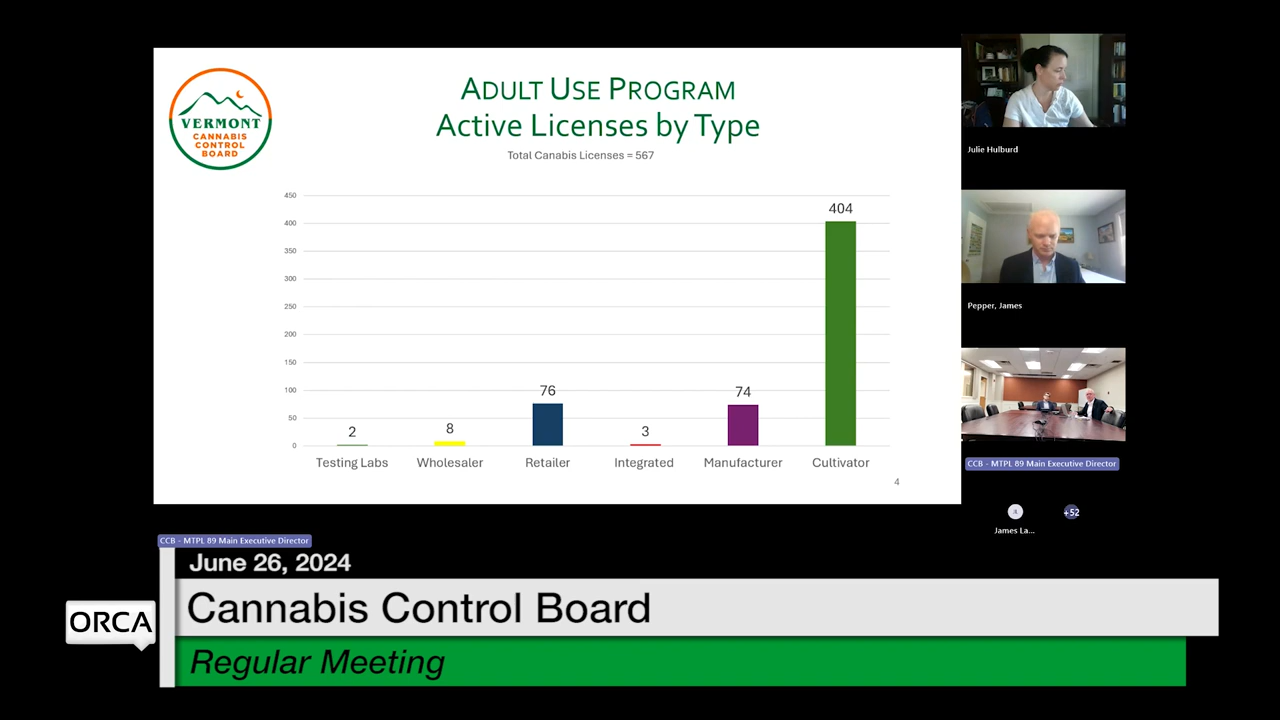 VERMONT
CANNABIS
CONTROL
BOARD
ADULT USE PROGRAM
Active Licenses by Type
Total Canabis Licenses = 567
450
400
350
300
250
200
150
100
50
0
2
8
76
3
74
404
Testing Labs
Wholesaler
Retailer
Integrated
Manufacturer
Cultivator
4
Julie Hulburd
Pepper, James
CCB - MTPL 89 Main Executive Director
JL
+52
James La...
CCB - MTPL 89 Main Executive Director
June 26, 2024
ORCA
Cannabis Control Board
Regular Meeting